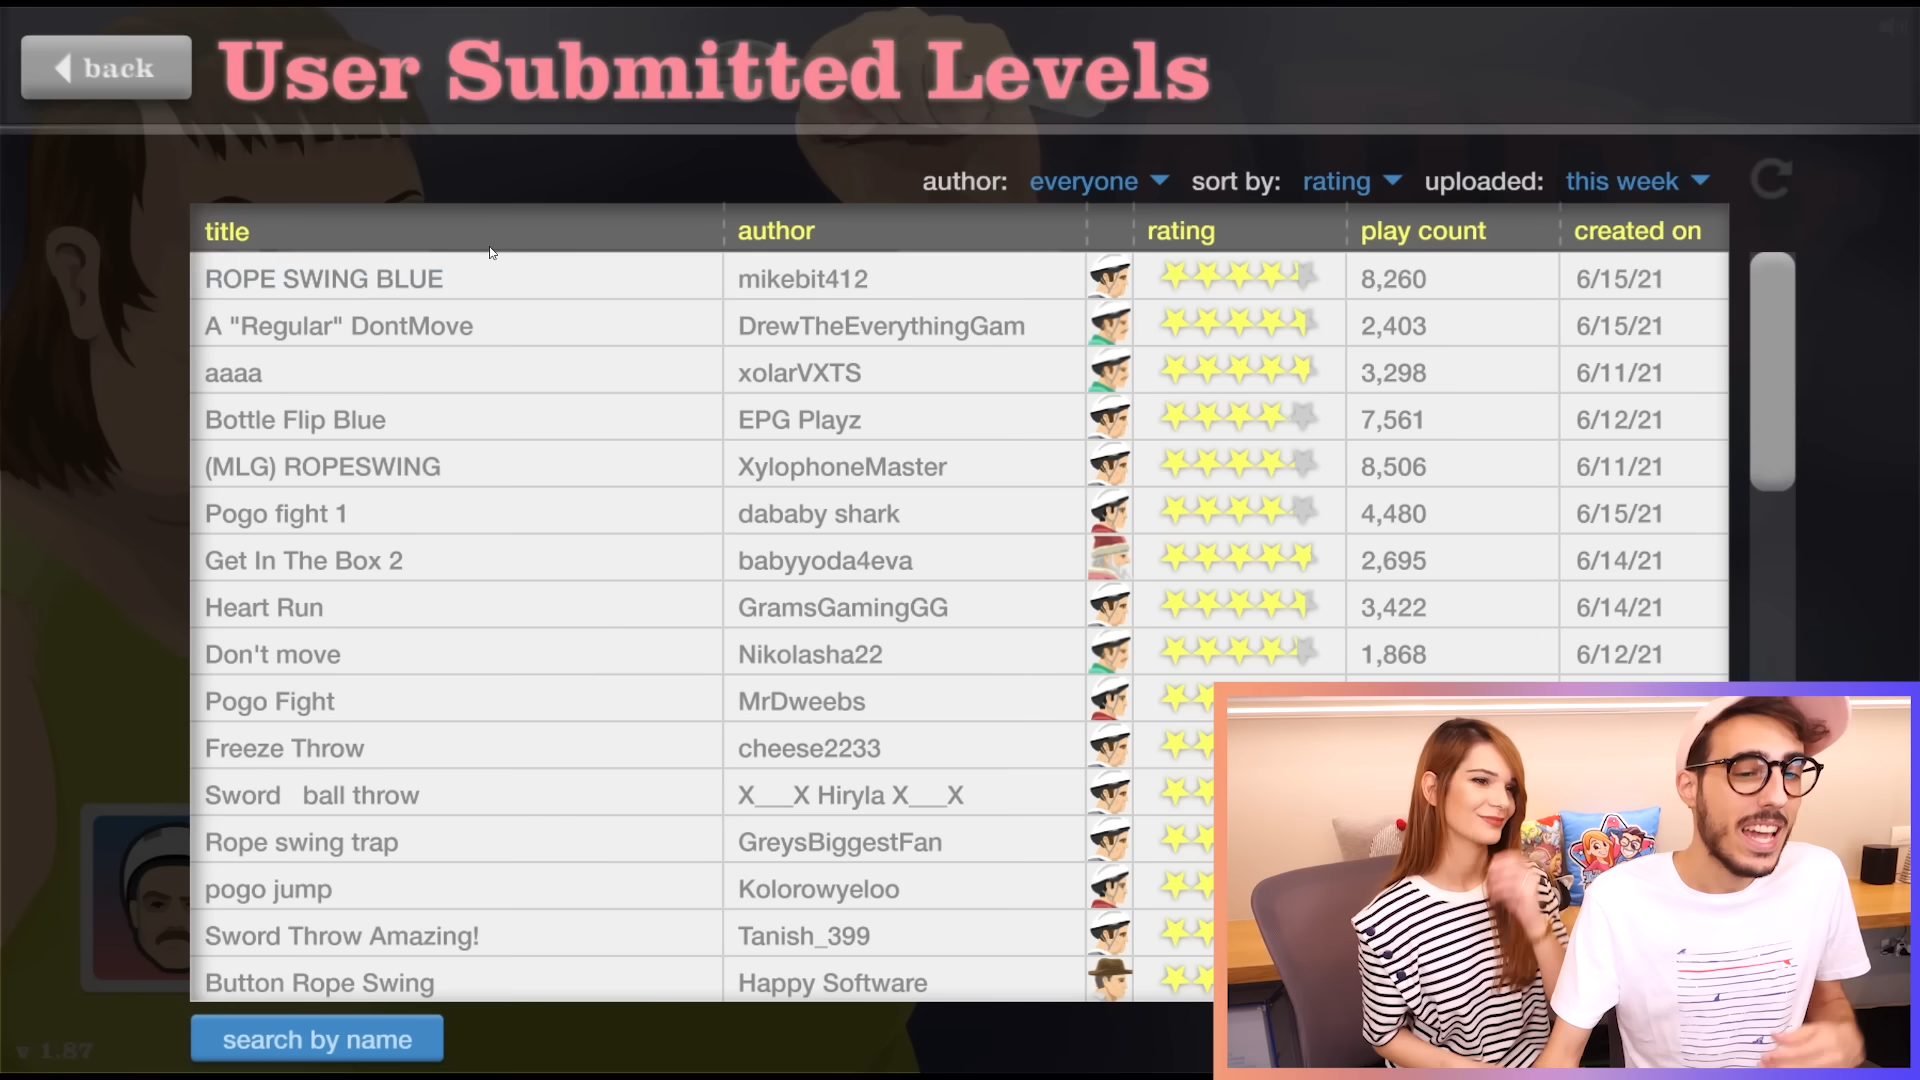 back
User Submitted Levels
author: everyone sort by: rating uploaded: this week
title author rating play count created on
ROPE SWING BLUE mikebit412 8,260 6/15/21
A "Regular" DontMove DrewTheEverythingGam 2,403 6/15/21
aaaa xolarVXTS 3,298 6/11/21
Bottle Flip Blue EPG Playz 7,561 6/12/21
(MLG) ROPESWING XylophoneMaster 8,506 6/11/21
Pogo fight 1 dababy shark 4,480 6/15/21
Get In The Box 2 babyyoda4eva 2,695 6/14/21
Heart Run GramsGamingGG 3,422 6/14/21
Don't move Nikolasha22 1,868 6/12/21
Pogo Fight MrDweebs
Freeze Throw cheese2233
Sword   ball throw X___X Hiryla X___X
Rope swing trap GreysBiggestFan
pogo jump Kolorowyeloo
Sword Throw Amazing! Tanish_399
Button Rope Swing Happy Software
search by name
v 1.87